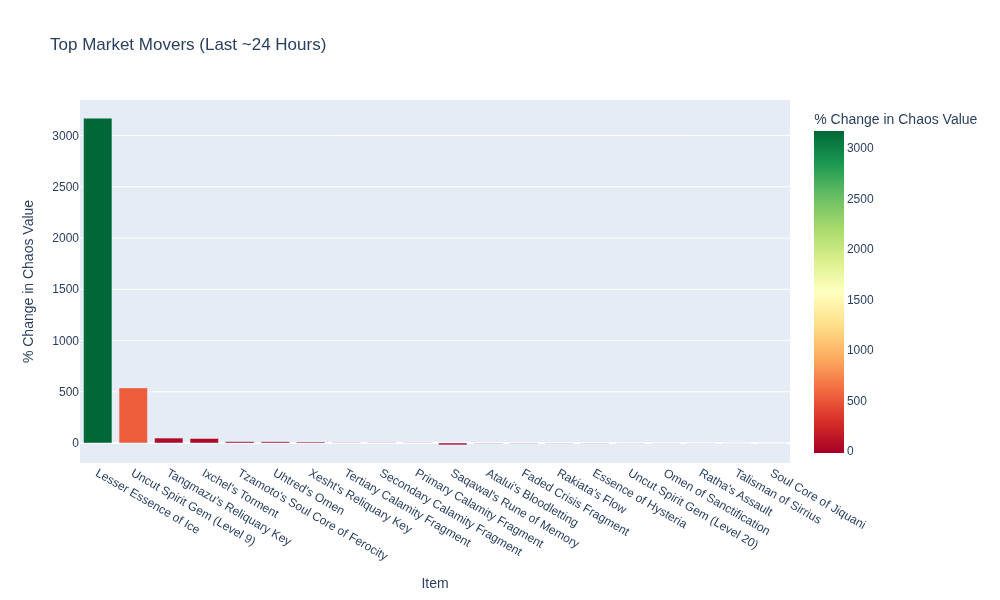 Top Market Movers (Last ~24 Hours)
% Change in Chaos Value
3000
2500
2000
1500
1000
500
0
% Change in Chaos Value
3000
2500
2000
1500
1000
500
0
Lesser Essence of Ice
Uncut Spirit Gem (Level 9)
Tangmazu's Reliquary Key
Ixchel's Torment
Tzamoto's Soul Core of Ferocity
Uhtred's Omen
Xesht's Reliquary Key
Tertiary Calamity Fragment
Secondary Calamity Fragment
Primary Calamity Fragment
Saqawal's Rune of Memory
Atalui's Bloodletting
Faded Crisis Fragment
Rakiata's Flow
Essence of Hysteria
Uncut Spirit Gem (Level 20)
Omen of Sanctification
Ratha's Assault
Talisman of Sirrius
Soul Core of Jiquani
Item